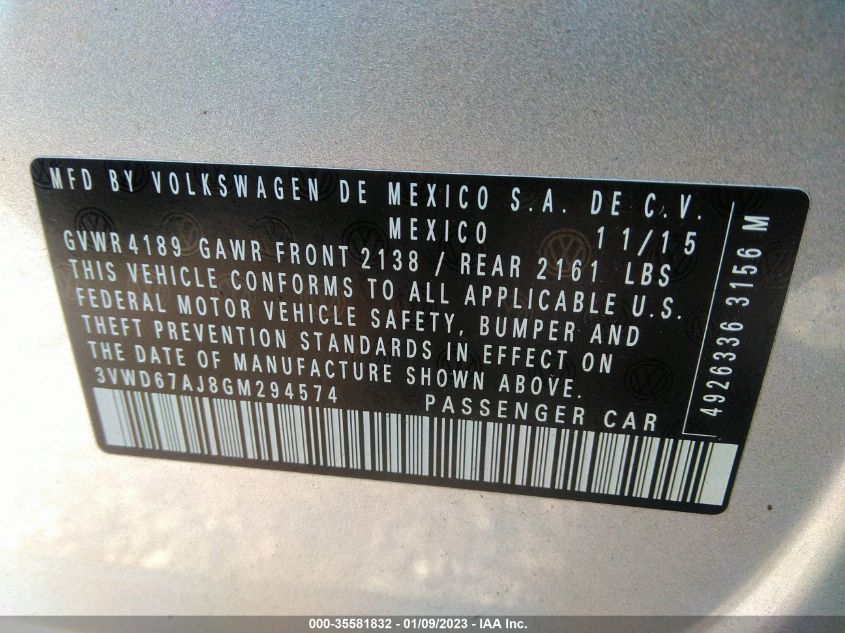 MFD BY VOLKSWAGEN DE MEXICO S.A. DE C.V.
MEXICO 11/15
GVWR4189 GAWR FRONT 2138 / REAR 2161 LBS
THIS VEHICLE CONFORMS TO ALL APPLICABLE U.S.
FEDERAL MOTOR VEHICLE SAFETY, BUMPER AND
THEFT PREVENTION STANDARDS IN EFFECT ON
THE DATE OF MANUFACTURE SHOWN ABOVE.
3VWD67AJ8GM294574 PASSENGER CAR
4926336 3156 M
000-35581832 - 01/09/2023 - IAA Inc.